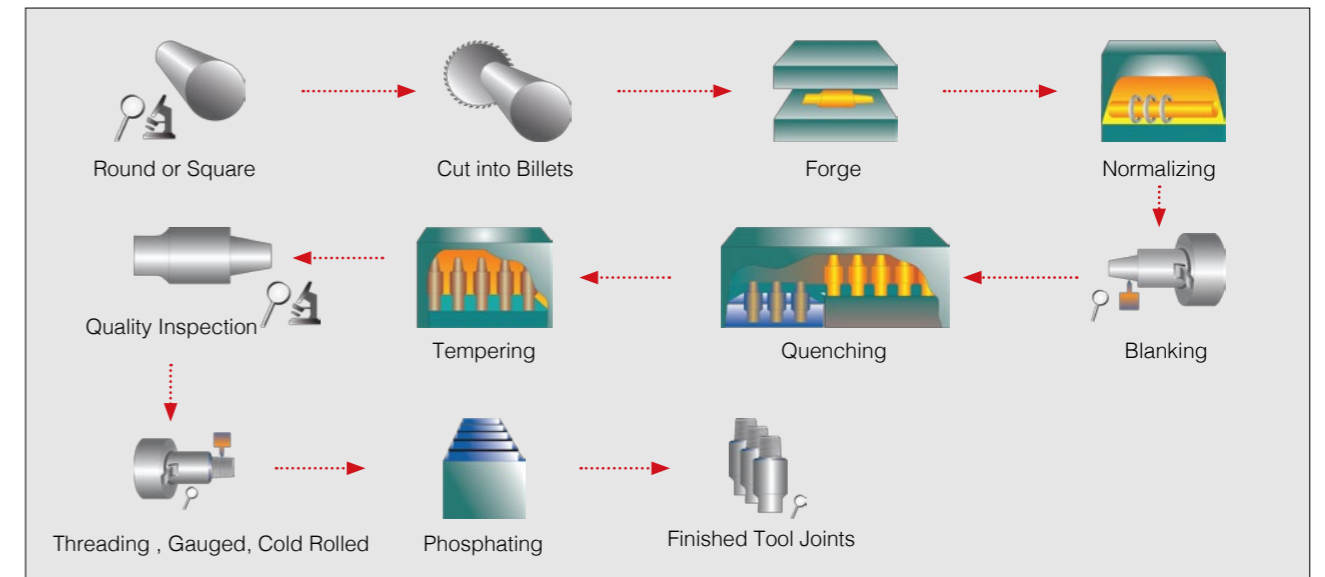 Round or Square
Cut into Billets
Forge
Normalizing
Blanking
Quenching
Tempering
Quality Inspection
Threading , Gauged, Cold Rolled
Phosphating
Finished Tool Joints